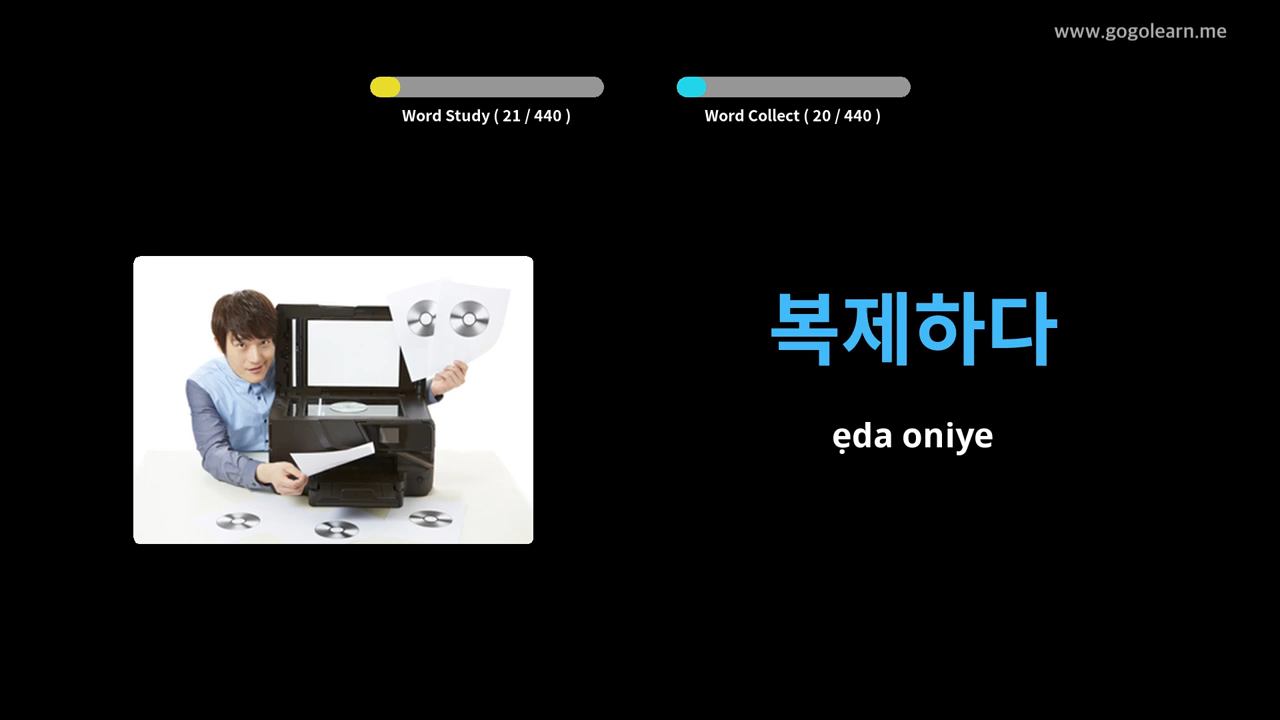 www.gogolearn.me
Word Study ( 21 / 440 )
Word Collect ( 20 / 440 )
복제하다
ẹda oniye